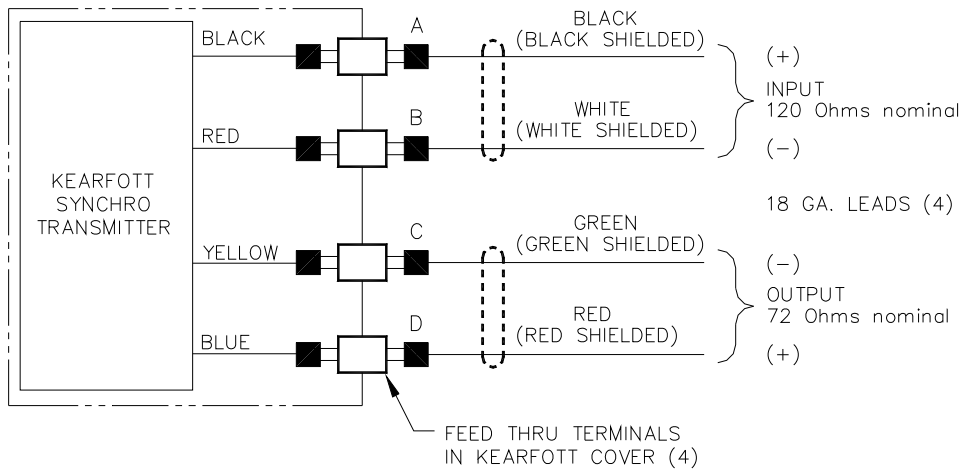 A
BLACK
BLACK
(BLACK SHIELDED)
(+)
INPUT
120 Ohms nominal
B
RED
WHITE
(WHITE SHIELDED)
(-)
KEARFOTT
SYNCHRO
TRANSMITTER
18 GA. LEADS (4)
C
YELLOW
GREEN
(GREEN SHIELDED)
(-)
OUTPUT
72 Ohms nominal
D
BLUE
RED
(RED SHIELDED)
(+)
FEED THRU TERMINALS
IN KEARFOTT COVER (4)